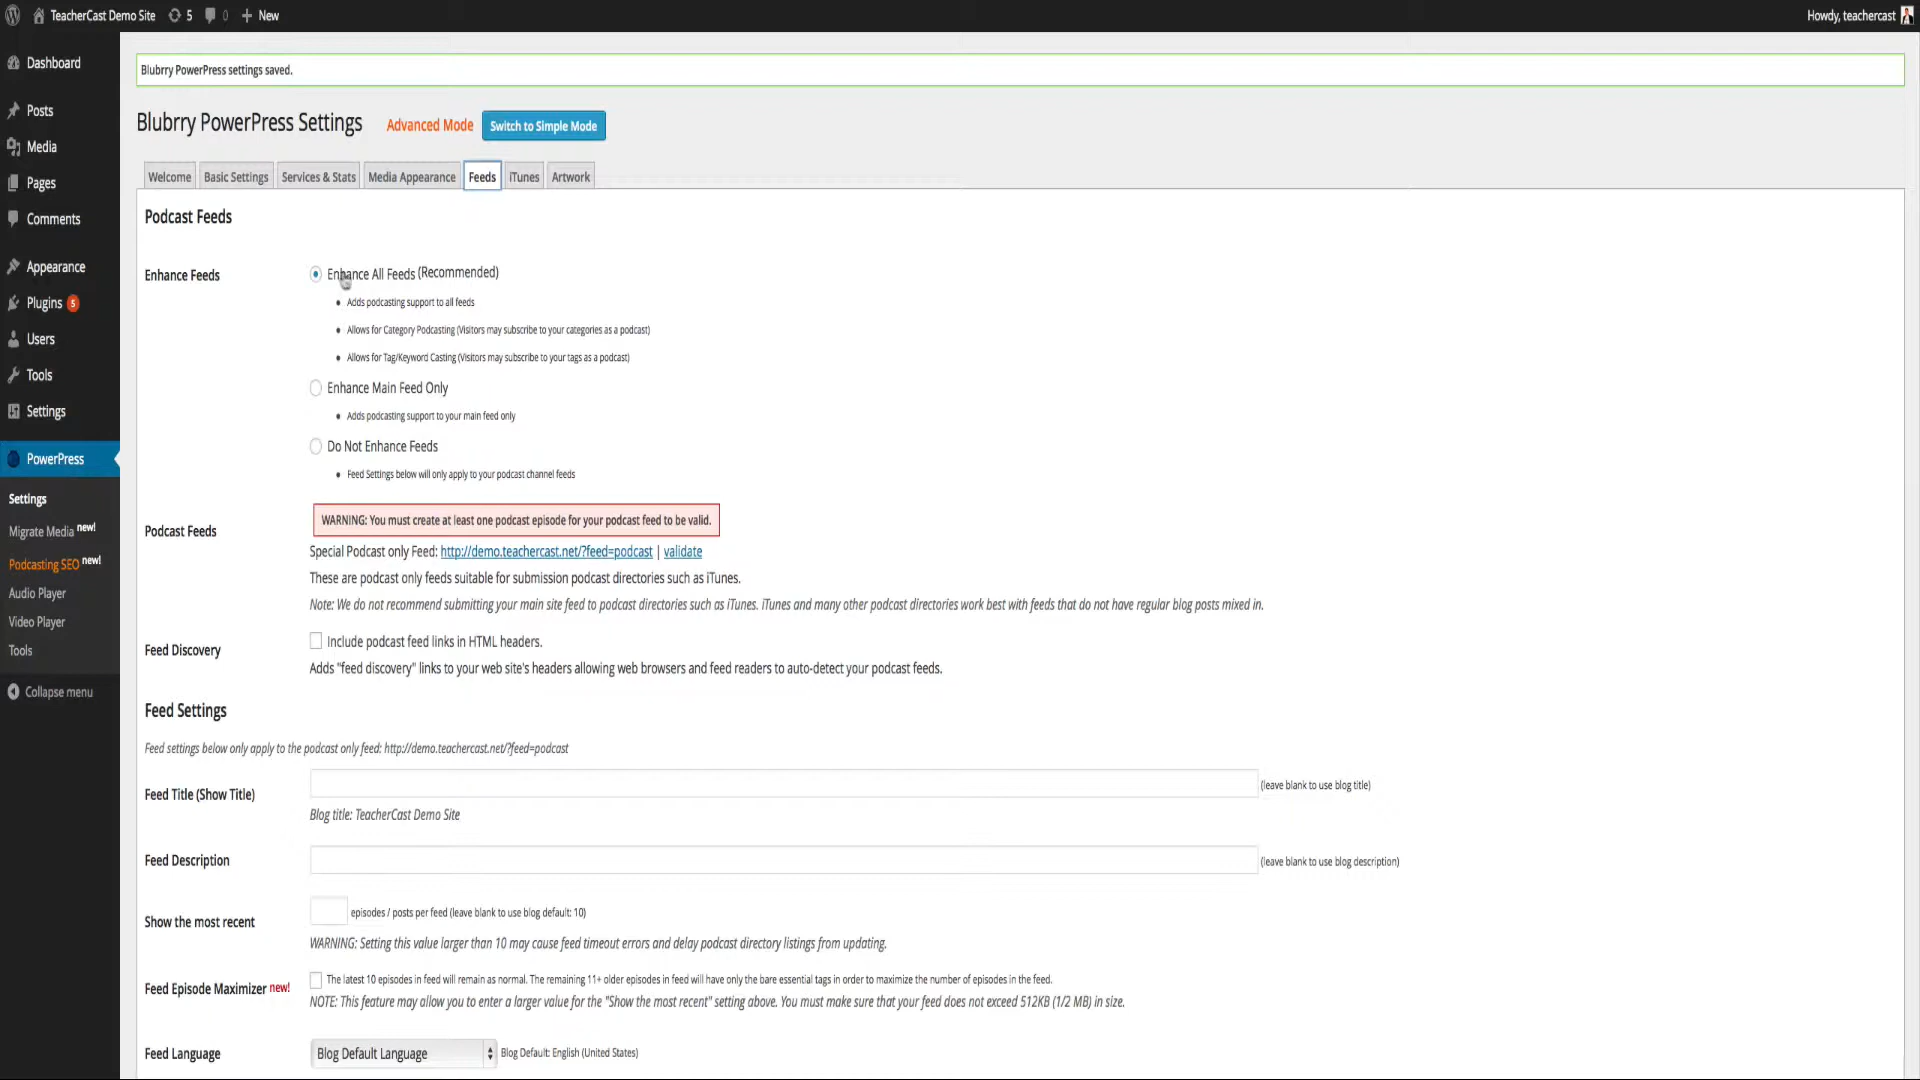 TeacherCast Demo Site 5 0 New Howdy, teachercast
Dashboard
Posts
Media
Pages
Comments
Appearance
Plugins 5
Users
Tools
Settings
PowerPress
Settings
Migrate Media new!
Podcasting SEO new!
Audio Player
Video Player
Tools
Collapse menu
Blubrry PowerPress settings saved.
Blubrry PowerPress Settings Advanced Mode Switch to Simple Mode
Welcome Basic Settings Services & Stats Media Appearance Feeds iTunes Artwork
Podcast Feeds
Enhance Feeds Enhance All Feeds (Recommended)
• Adds podcasting support to all feeds
• Allows for Category Podcasting (Visitors may subscribe to your categories as a podcast)
• Allows for Tag/Keyword Casting (Visitors may subscribe to your tags as a podcast)
Enhance Main Feed Only
• Adds podcasting support to your main feed only
Do Not Enhance Feeds
• Feed Settings below will only apply to your podcast channel feeds
Podcast Feeds WARNING: You must create at least one podcast episode for your podcast feed to be valid.
Special Podcast only Feed: http://demo.teachercast.net/?feed=podcast | validate
These are podcast only feeds suitable for submission podcast directories such as iTunes.
Note: We do not recommend submitting your main site feed to podcast directories such as iTunes. iTunes and many other podcast directories work best with feeds that do not have regular blog posts mixed in.
Feed Discovery Include podcast feed links in HTML headers.
Adds "feed discovery" links to your web site's headers allowing web browsers and feed readers to auto-detect your podcast feeds.
Feed Settings
Feed settings below only apply to the podcast only feed: http://demo.teachercast.net/?feed=podcast
Feed Title (Show Title) (leave blank to use blog title)
Blog title: TeacherCast Demo Site
Feed Description (leave blank to use blog description)
Show the most recent episodes / posts per feed (leave blank to use blog default: 10)
WARNING: Setting this value larger than 10 may cause feed timeout errors and delay podcast directory listings from updating.
Feed Episode Maximizer new! The latest 10 episodes in feed will remain as normal. The remaining 11+ older episodes in feed will have only the bare essential tags in order to maximize the number of episodes in the feed.
NOTE: This feature may allow you to enter a larger value for the "Show the most recent" setting above. You must make sure that your feed does not exceed 512KB (1/2 MB) in size.
Feed Language Blog Default Language Blog Default: English (United States)